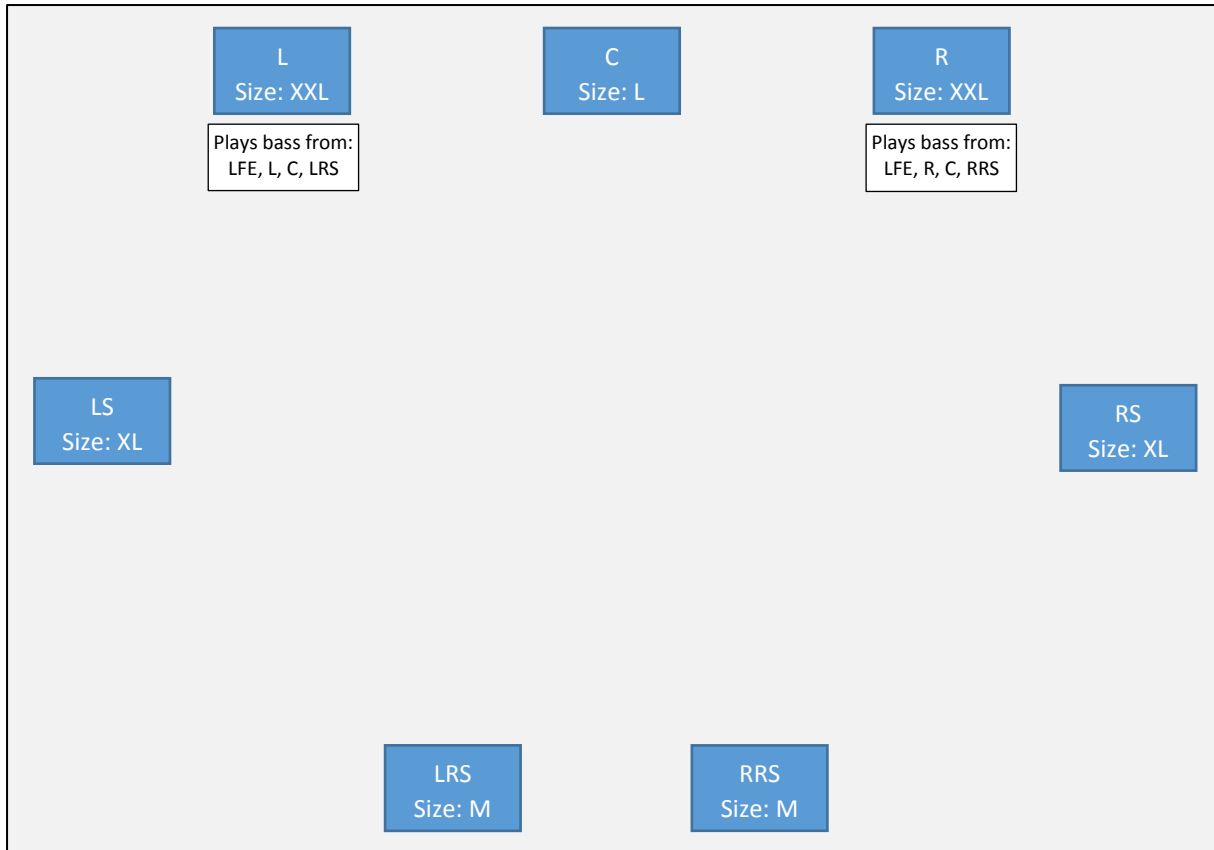 L
Size: XXL
C
Size: L
R
Size: XXL
Plays bass from:
LFE, L, C, LRS
Plays bass from:
LFE, R, C, RRS
LS
Size: XL
RS
Size: XL
LRS
Size: M
RRS
Size: M